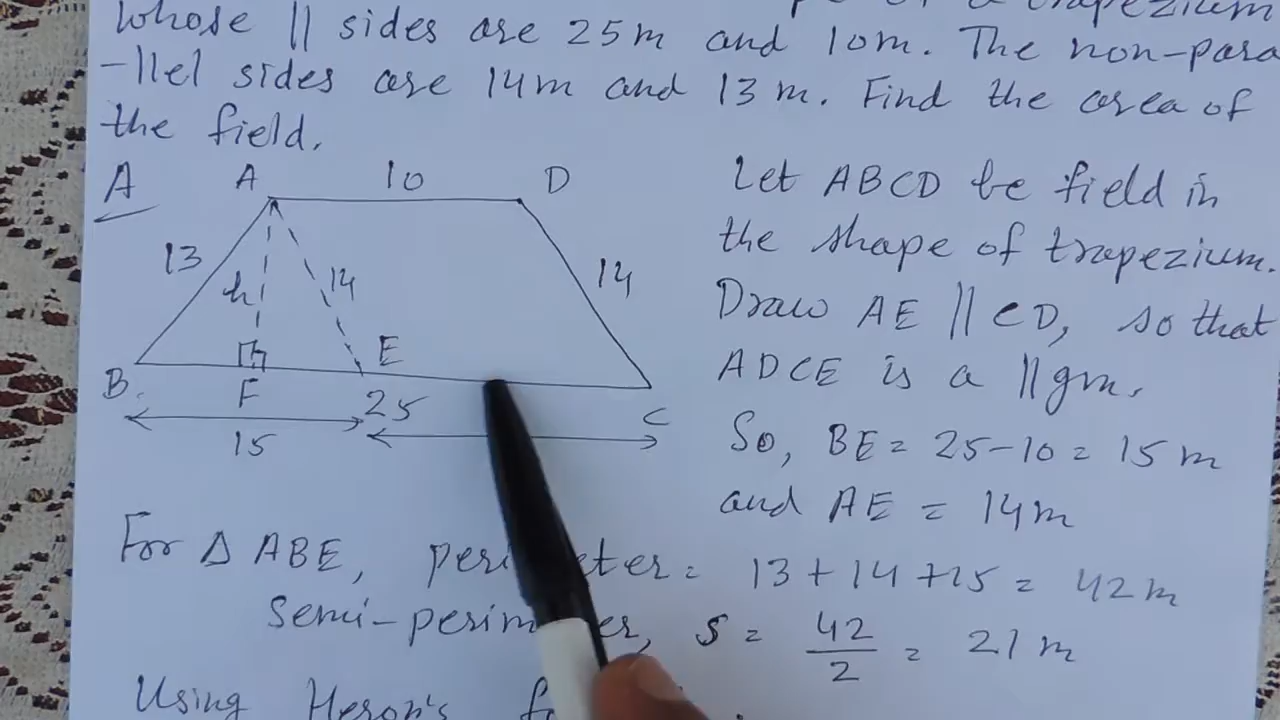 of a trapezium
whose || sides are 25m and 10m. The non-para
-llel sides are 14m and 13m. Find the area of
the field.
A
A 10 D
13 h 14 14
B F E C
25
15
Let ABCD be field in
the shape of trapezium.
Draw AE || CD, so that
ADCE is a ||gm.
So, BE = 25-10 = 15 m
and AE = 14m
For Δ ABE, perimeter = 13+14+15 = 42 m
semi-perimeter, s = 42/2 = 21 m
Using Heron's